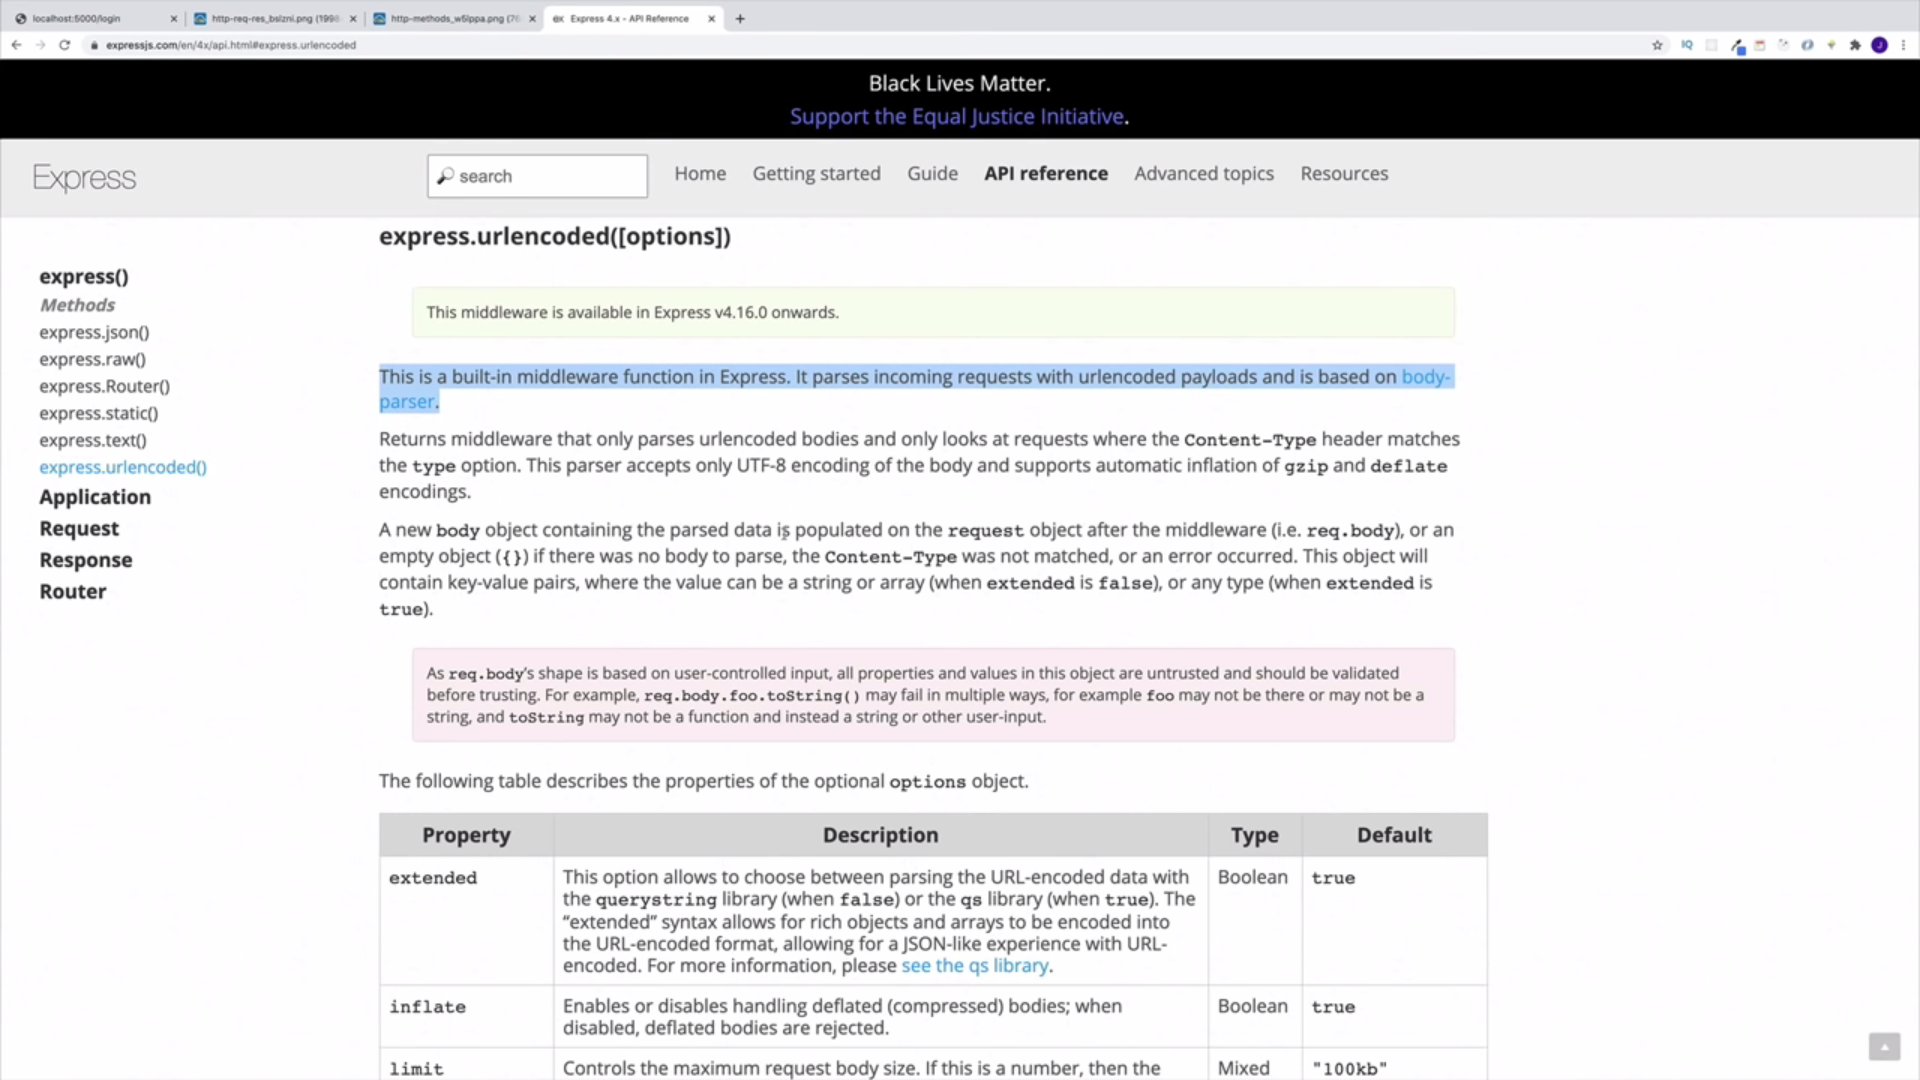 localhost:5000/login
http-req-res_bslzni.png (1998
Express 4.x - API Reference
expressjs.com/en/4x/api.html#express.urlencoded
Black Lives Matter.
Support the Equal Justice Initiative.
Express
search
Home
Getting started
Guide
API reference
Advanced topics
Resources
express()
Methods
express.json()
express.raw()
express.Router()
express.static()
express.text()
express.urlencoded()
Application
Request
Response
Router
express.urlencoded([options])
This middleware is available in Express v4.16.0 onwards.
This is a built-in middleware function in Express. It parses incoming requests with urlencoded payloads and is based on body-
parser.
Returns middleware that only parses urlencoded bodies and only looks at requests where the Content-Type header matches
the type option. This parser accepts only UTF-8 encoding of the body and supports automatic inflation of gzip and deflate
encodings.
A new body object containing the parsed data is populated on the request object after the middleware (i.e. req.body), or an
empty object ({}) if there was no body to parse, the Content-Type was not matched, or an error occurred. This object will
contain key-value pairs, where the value can be a string or array (when extended is false), or any type (when extended is
true).
As req.body's shape is based on user-controlled input, all properties and values in this object are untrusted and should be validated
before trusting. For example, req.body.foo.toString() may fail in multiple ways, for example foo may not be there or may not be a
string, and toString may not be a function and instead a string or other user-input.
The following table describes the properties of the optional options object.
Property
Description
Type
Default
extended
This option allows to choose between parsing the URL-encoded data with
the querystring library (when false) or the qs library (when true). The
“extended” syntax allows for rich objects and arrays to be encoded into
the URL-encoded format, allowing for a JSON-like experience with URL-
encoded. For more information, please see the qs library.
Boolean
true
inflate
Enables or disables handling deflated (compressed) bodies; when
disabled, deflated bodies are rejected.
Boolean
true
limit
Controls the maximum request body size. If this is a number, then the
Mixed
"100kb"